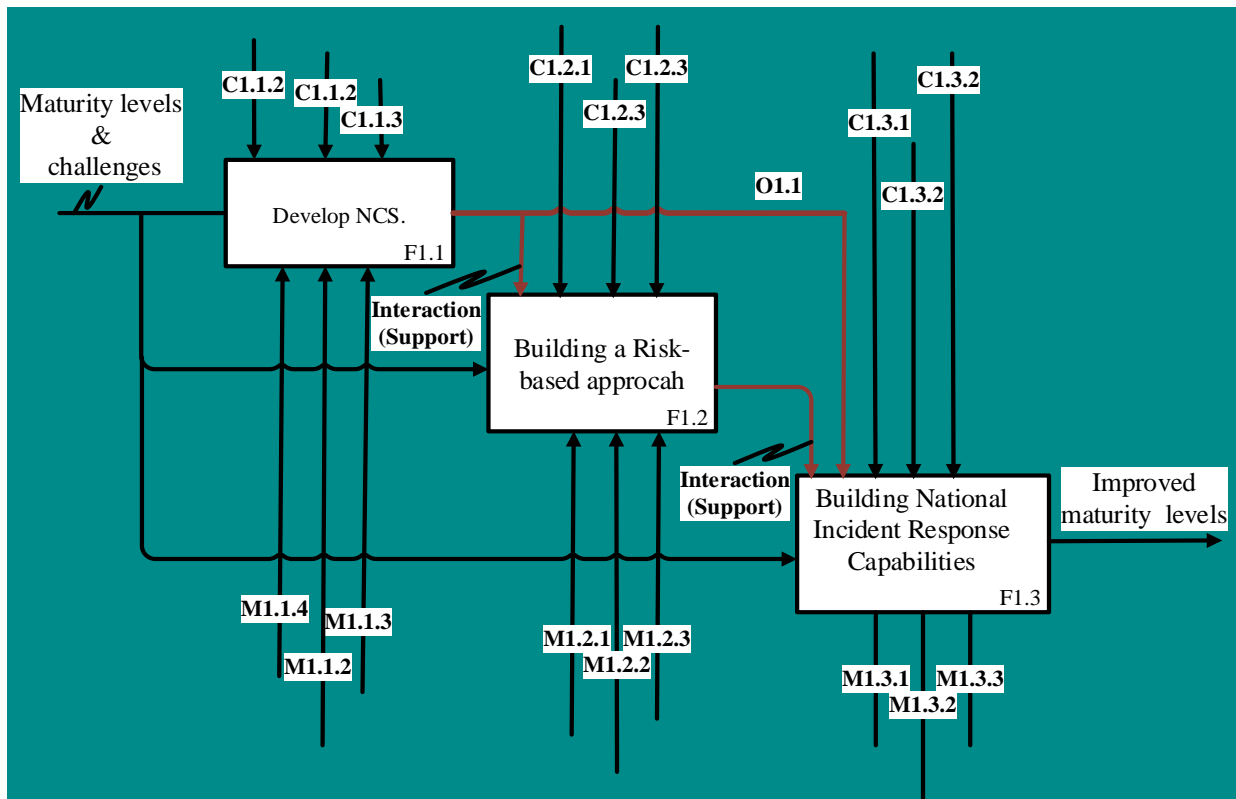 C1.1.2
C1.1.2
C1.1.3
C1.2.1
C1.2.3
C1.2.3
C1.3.1
C1.3.2
C1.3.2
Maturity levels
&
challenges
Develop NCS.
F1.1
O1.1
Interaction
(Support)
Building a Risk-
based approcah
F1.2
Interaction
(Support)
Building National
Incident Response
Capabilities
F1.3
Improved
maturity levels
M1.1.4
M1.1.2
M1.1.3
M1.2.1
M1.2.2
M1.2.3
M1.3.1
M1.3.2
M1.3.3